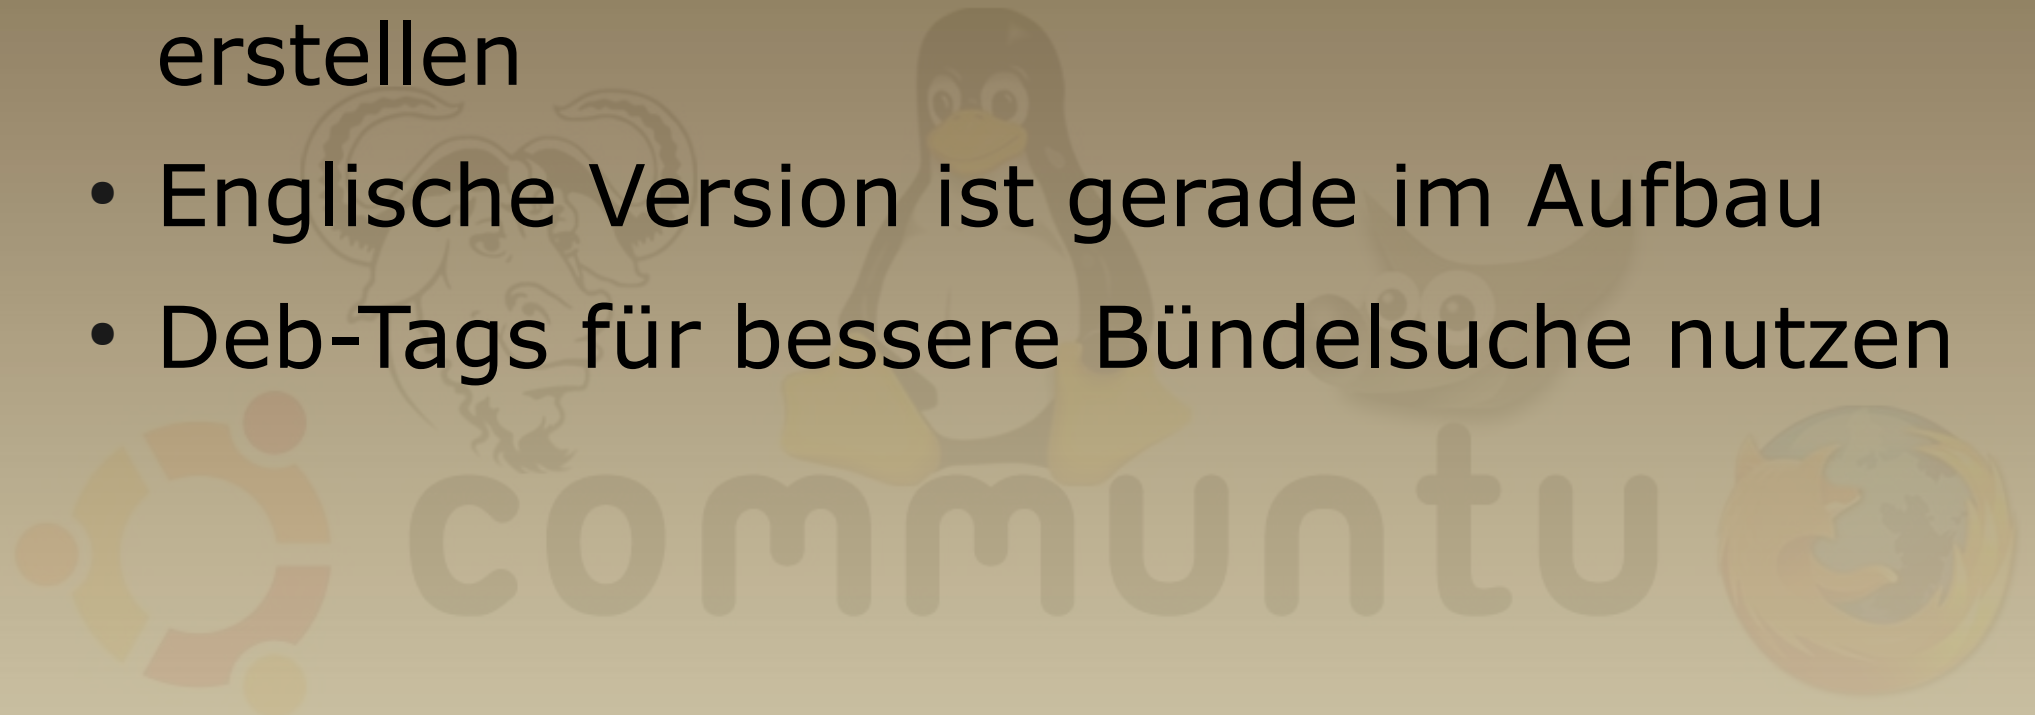 erstellen
• Englische Version ist gerade im Aufbau
• Deb-Tags für bessere Bündelsuche nutzen
communtu